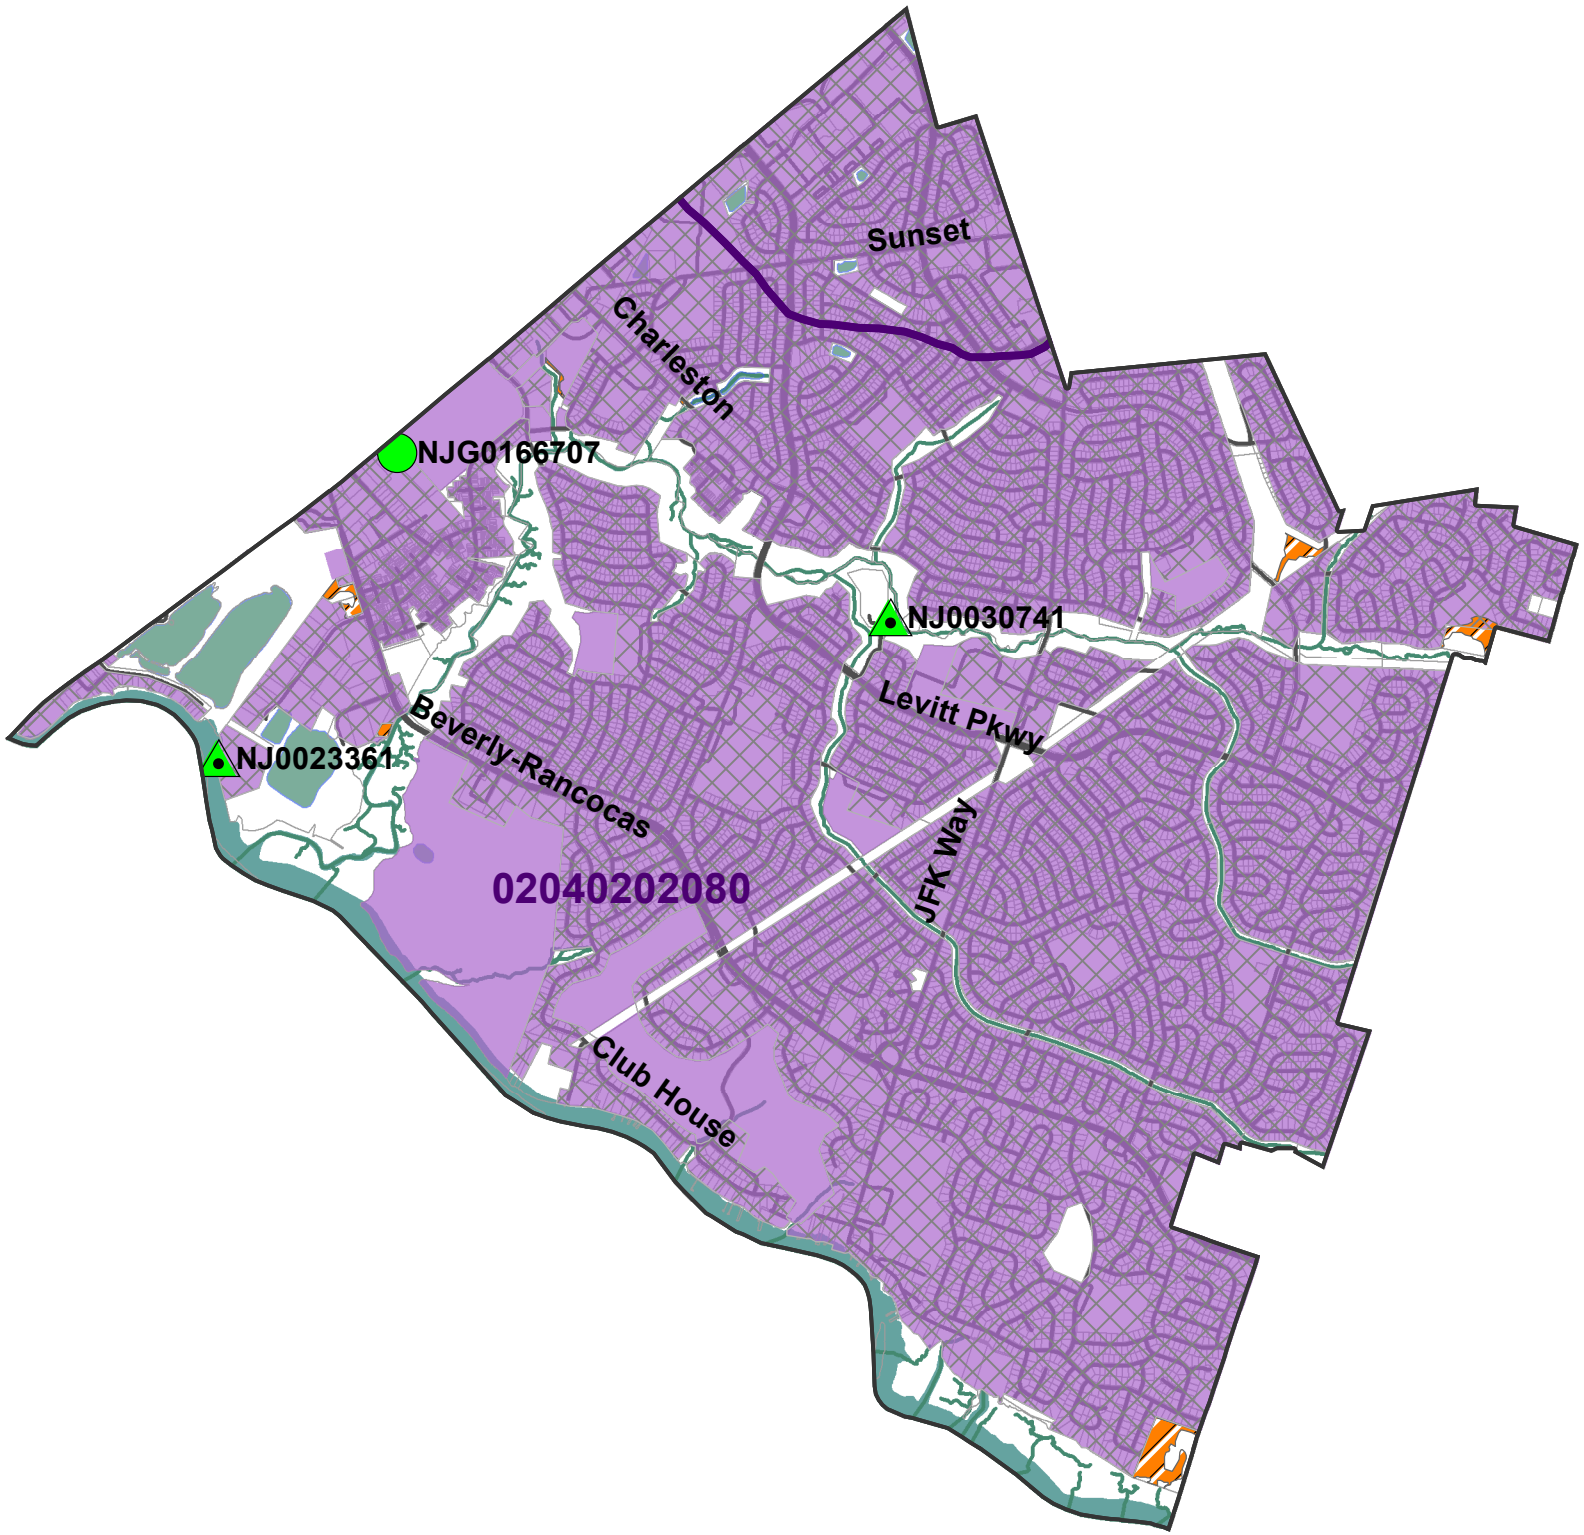 Sunset
Charleston
NJG0166707
NJ0030741
Levitt Pkwy
Beverly-Rancocas
NJ0023361
JFK Way
02040202080
Club House